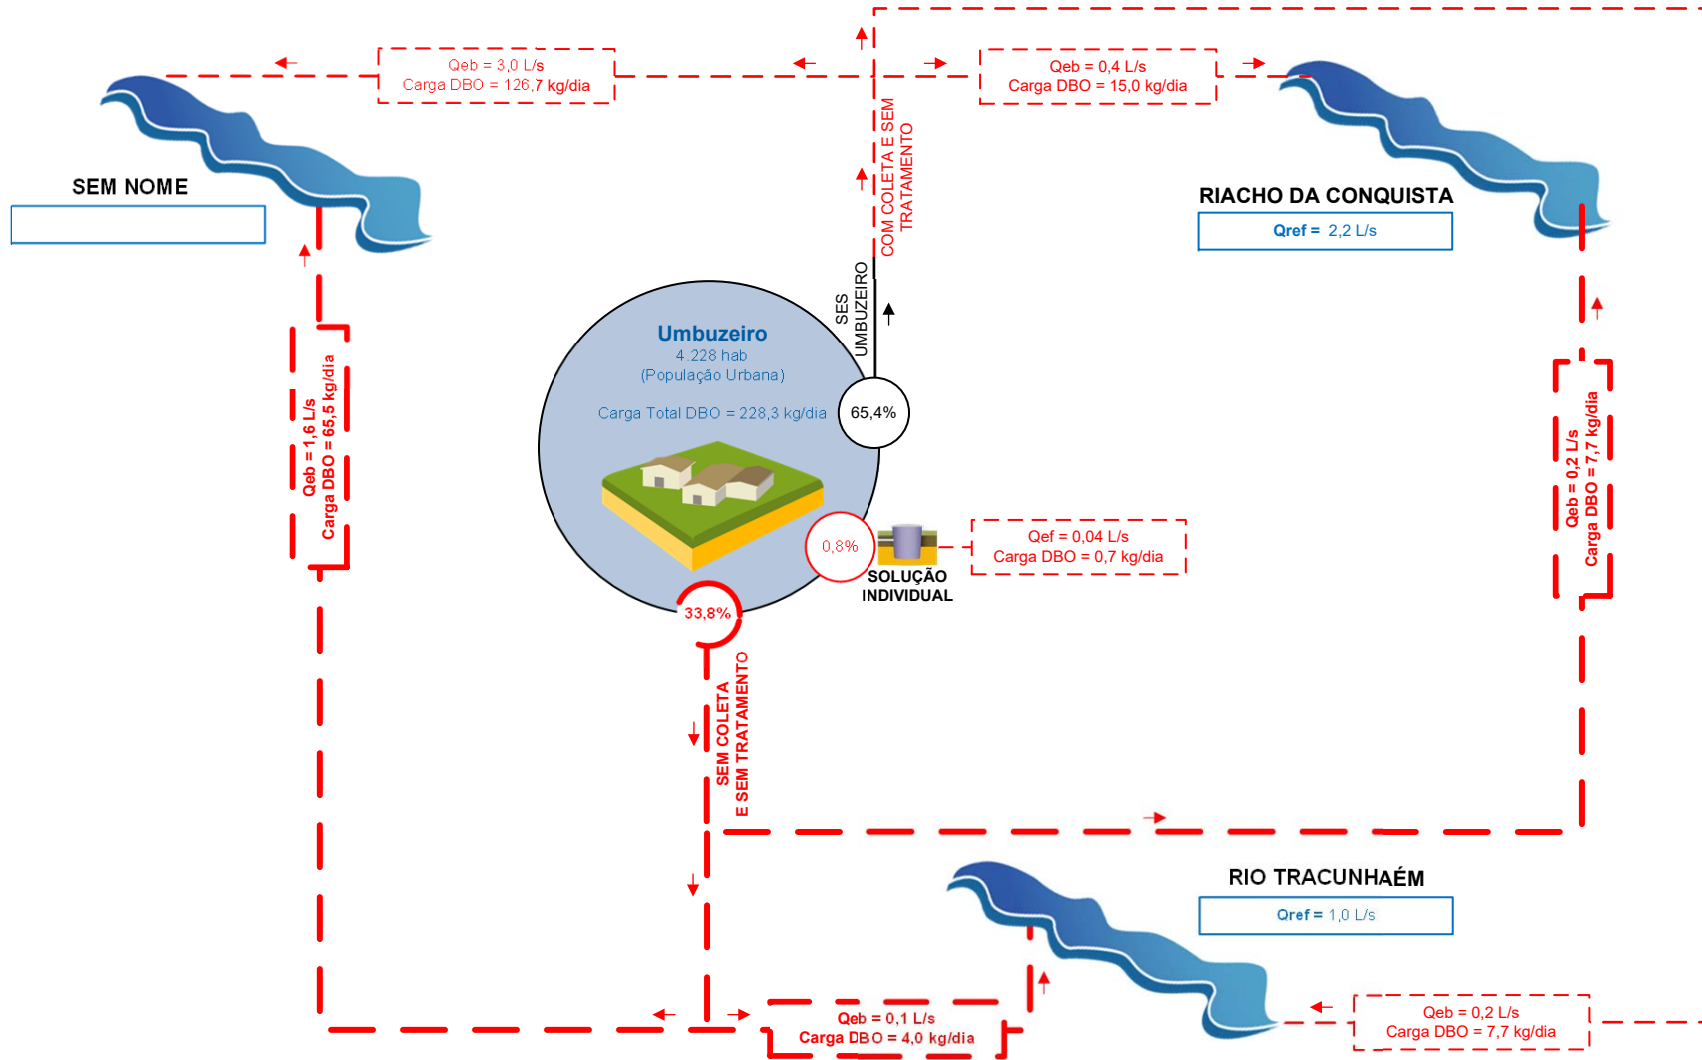 Qeb = 3,0 L/s
Carga DBO = 126,7 kg/dia
Qeb = 0,4 L/s
Carga DBO = 15,0 kg/dia
COM COLETA E SEM
TRATAMENTO
SEM NOME
RIACHO DA CONQUISTA
Qref = 2,2 L/s
SES
UMBUZEIRO
Umbuzeiro
4.228 hab
(População Urbana)
Carga Total DBO = 228,3 kg/dia
65,4%
Qeb = 1,6 L/s
Carga DBO = 65,5 kg/dia
Qeb = 0,2 L/s
Carga DBO = 7,7 kg/dia
0,8%
SOLUÇÃO
INDIVIDUAL
Qef = 0,04 L/s
Carga DBO = 0,7 kg/dia
33,8%
SEM COLETA
E SEM TRATAMENTO
RIO TRACUNHAÉM
Qref = 1,0 L/s
Qeb = 0,1 L/s
Carga DBO = 4,0 kg/dia
Qeb = 0,2 L/s
Carga DBO = 7,7 kg/dia